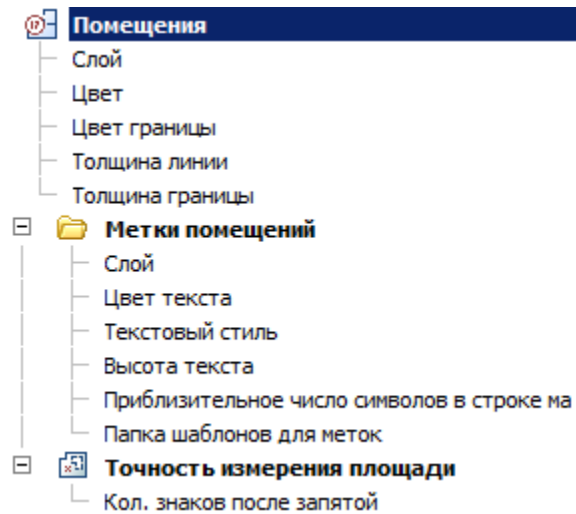 Помещения
Слой
Цвет
Цвет границы
Толщина линии
Толщина границы
Метки помещений
Слой
Цвет текста
Текстовый стиль
Высота текста
Приблизительное число символов в строке ма
Папка шаблонов для меток
Точность измерения площади
Кол. знаков после запятой